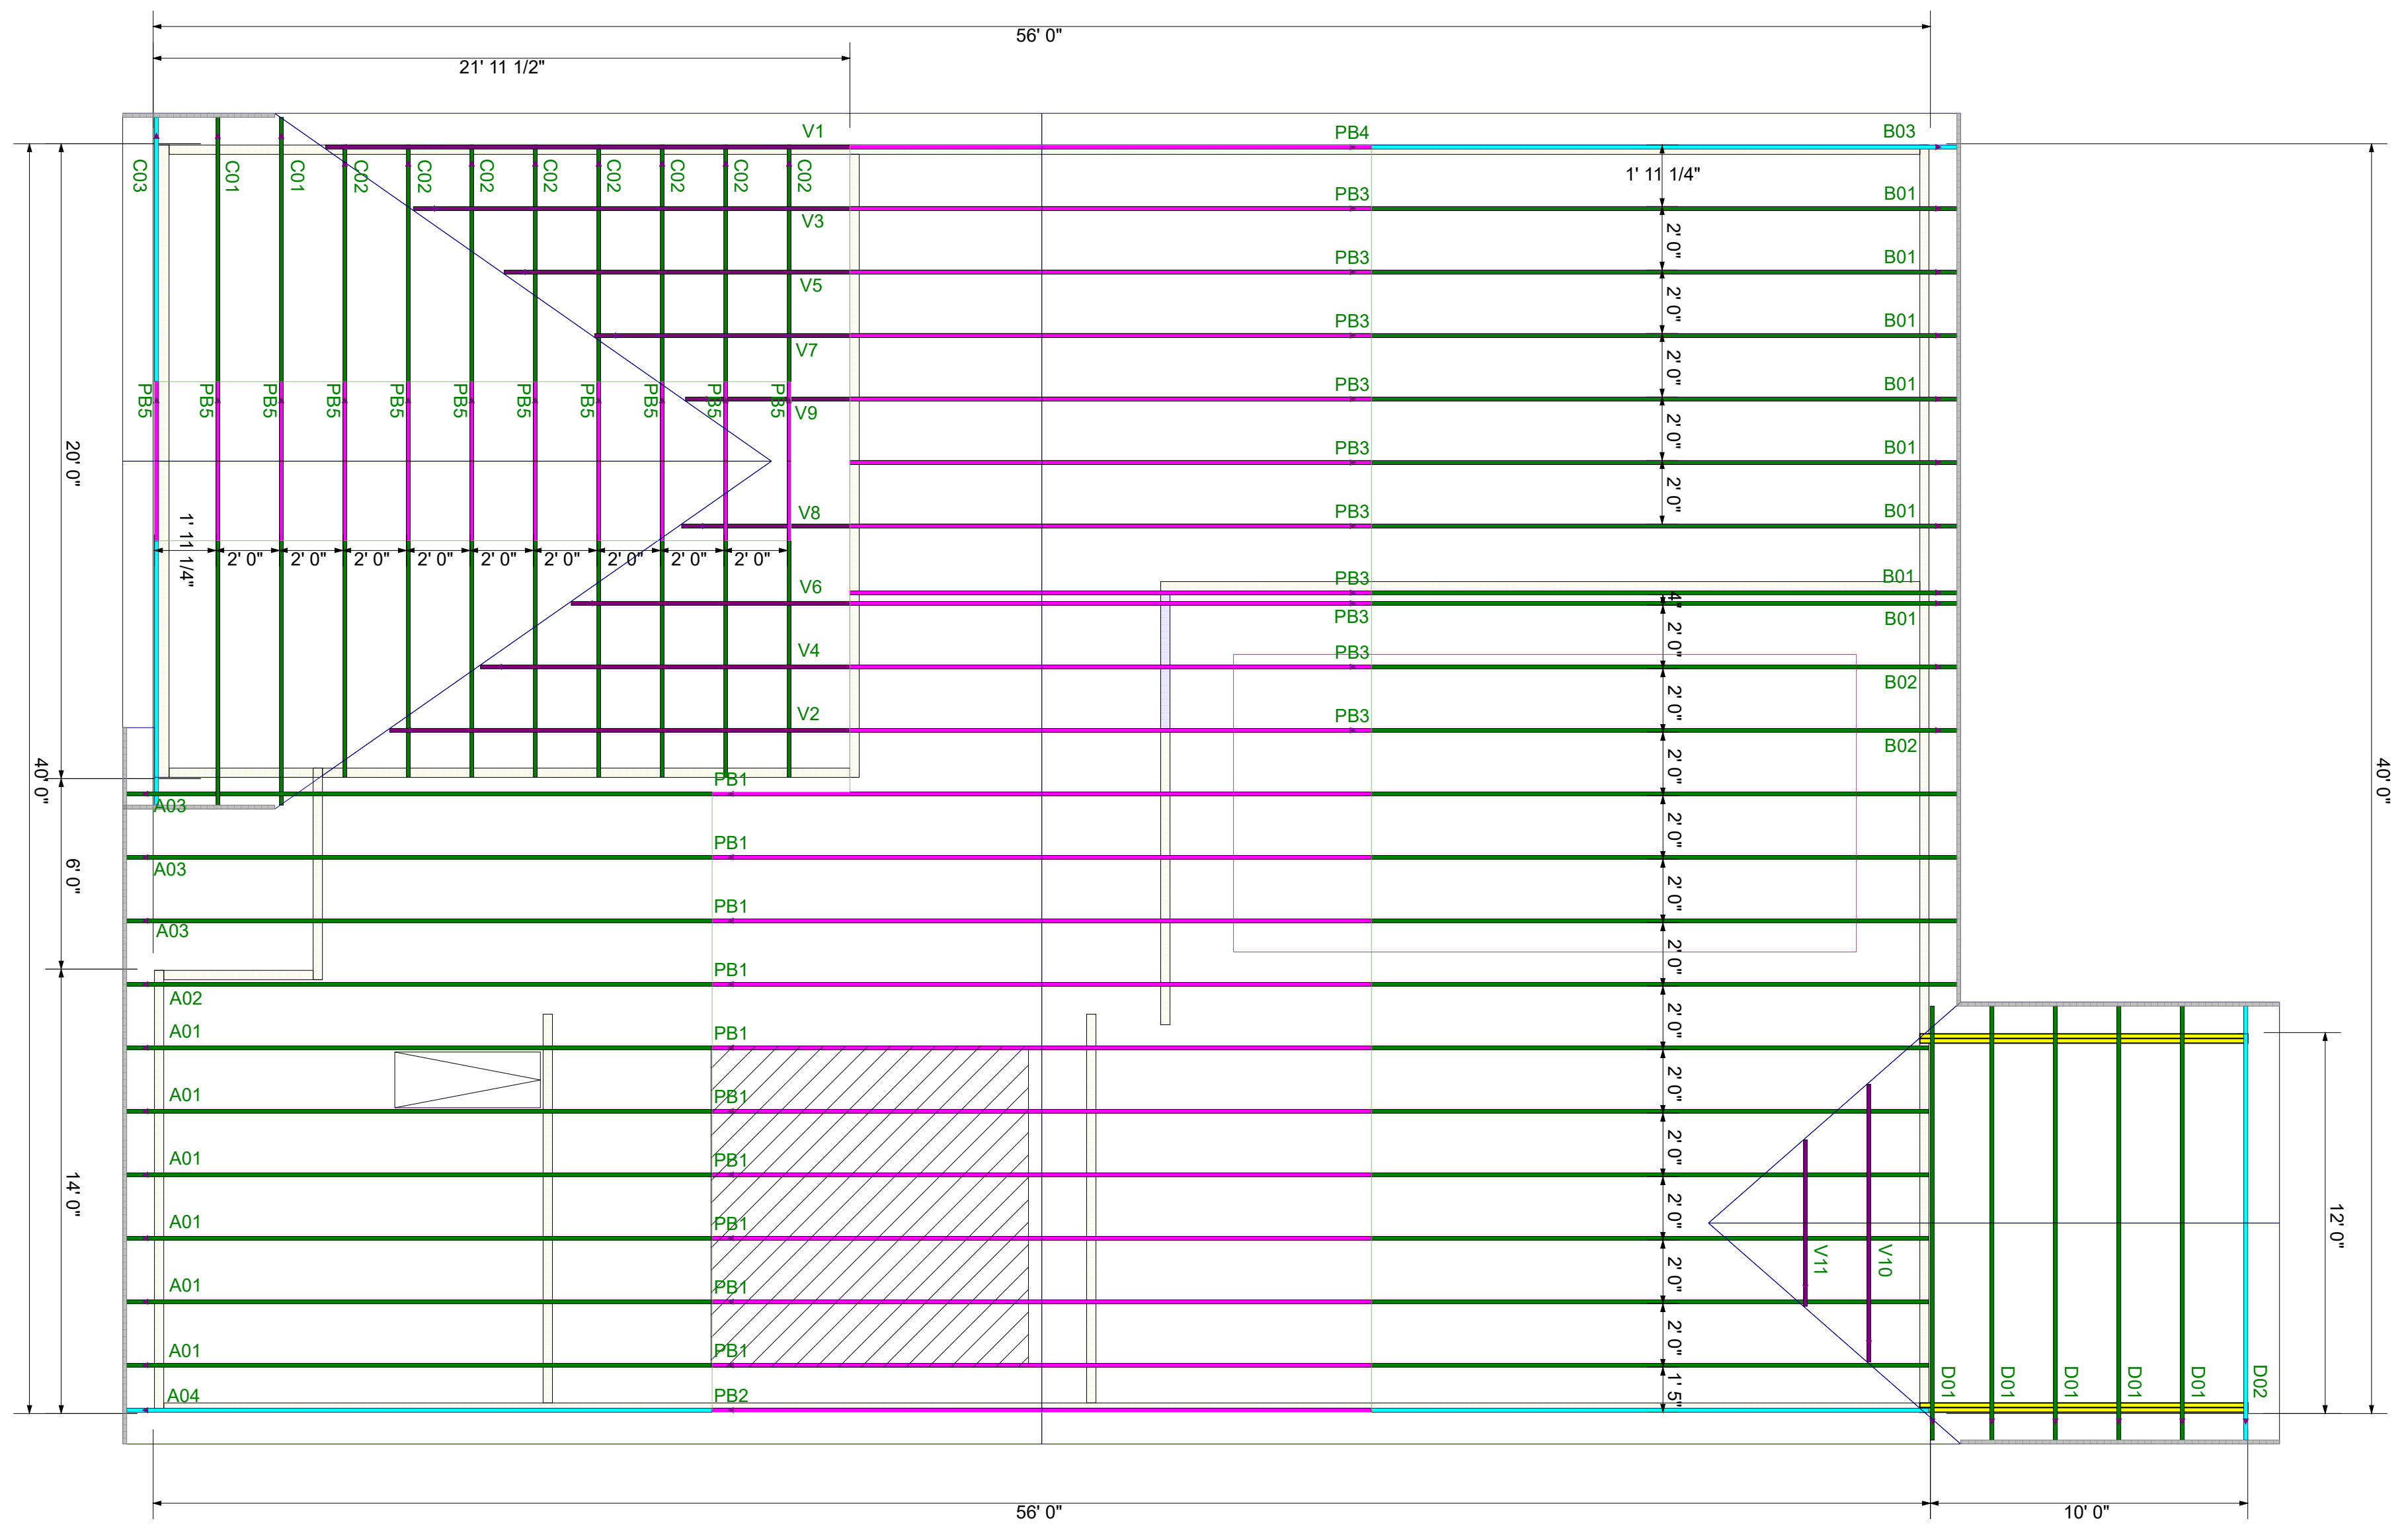 56' 0"
21' 11 1/2"
V1
PB4
B03
C03
C01
C01
C02
C02
C02
C02
C02
C02
C02
C02
1' 11 1/4"
PB3
B01
V3
2' 0"
PB3
B01
V5
2' 0"
PB3
B01
V7
2' 0"
PB5
PB5
PB5
PB5
PB5
PB5
PB5
PB5
PB5
PB5
PB5
PB3
B01
V9
2' 0"
PB3
B01
20' 0"
2' 0"
V8
PB3
B01
1' 11 1/4"
2' 0"
2' 0"
2' 0"
2' 0"
2' 0"
2' 0"
2' 0"
2' 0"
2' 0"
V6
PB3
B01
4"
PB3
B01
2' 0"
V4
PB3
B02
2' 0"
V2
PB3
B02
40' 0"
40' 0"
2' 0"
PB1
A03
2' 0"
PB1
A03
6' 0"
2' 0"
PB1
A03
2' 0"
PB1
A02
2' 0"
A01
PB1
2' 0"
A01
PB1
2' 0"
A01
PB1
14' 0"
2' 0"
A01
PB1
12' 0"
V11
V10
2' 0"
A01
PB1
2' 0"
A01
PB1
1' 5"
D01
D01
D01
D01
D01
D02
A04
PB2
56' 0"
10' 0"